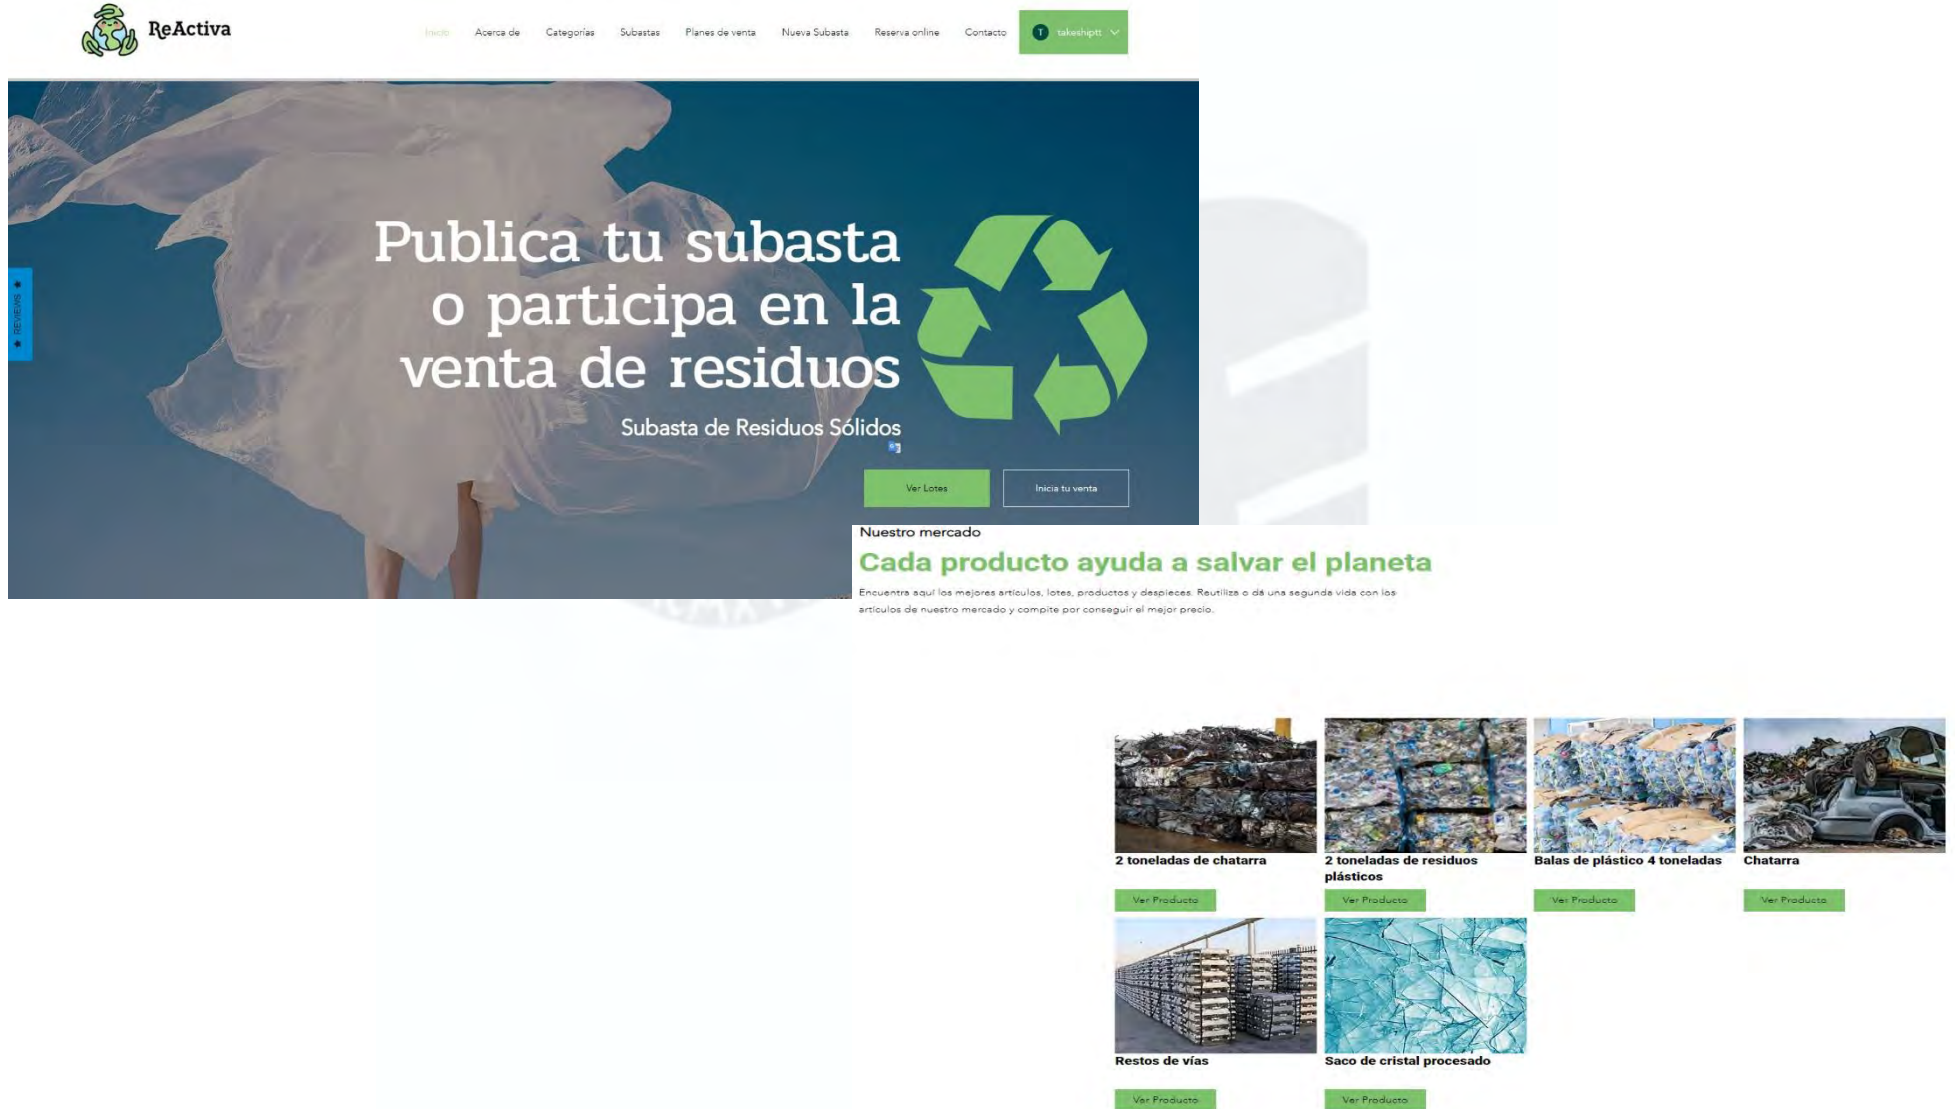 ReActiva
Inicio Acerca de Categorías Subastas Planes de venta Nueva Subasta Reserva online Contacto T takeshiptt
Publica tu subasta
o participa en la
venta de residuos
Subasta de Residuos Sólidos
★ REVIEWS ★
Ver Lotes Inicia tu venta
Nuestro mercado
Cada producto ayuda a salvar el planeta
Encuentra aquí los mejores artículos, lotes, productos y despieces. Reutiliza o dá una segunda vida con los
artículos de nuestro mercado y compite por conseguir el mejor precio.
2 toneladas de chatarra
2 toneladas de residuos
plásticos
Balas de plástico 4 toneladas
Chatarra
Ver Producto Ver Producto Ver Producto Ver Producto
Restos de vías
Saco de cristal procesado
Ver Producto Ver Producto